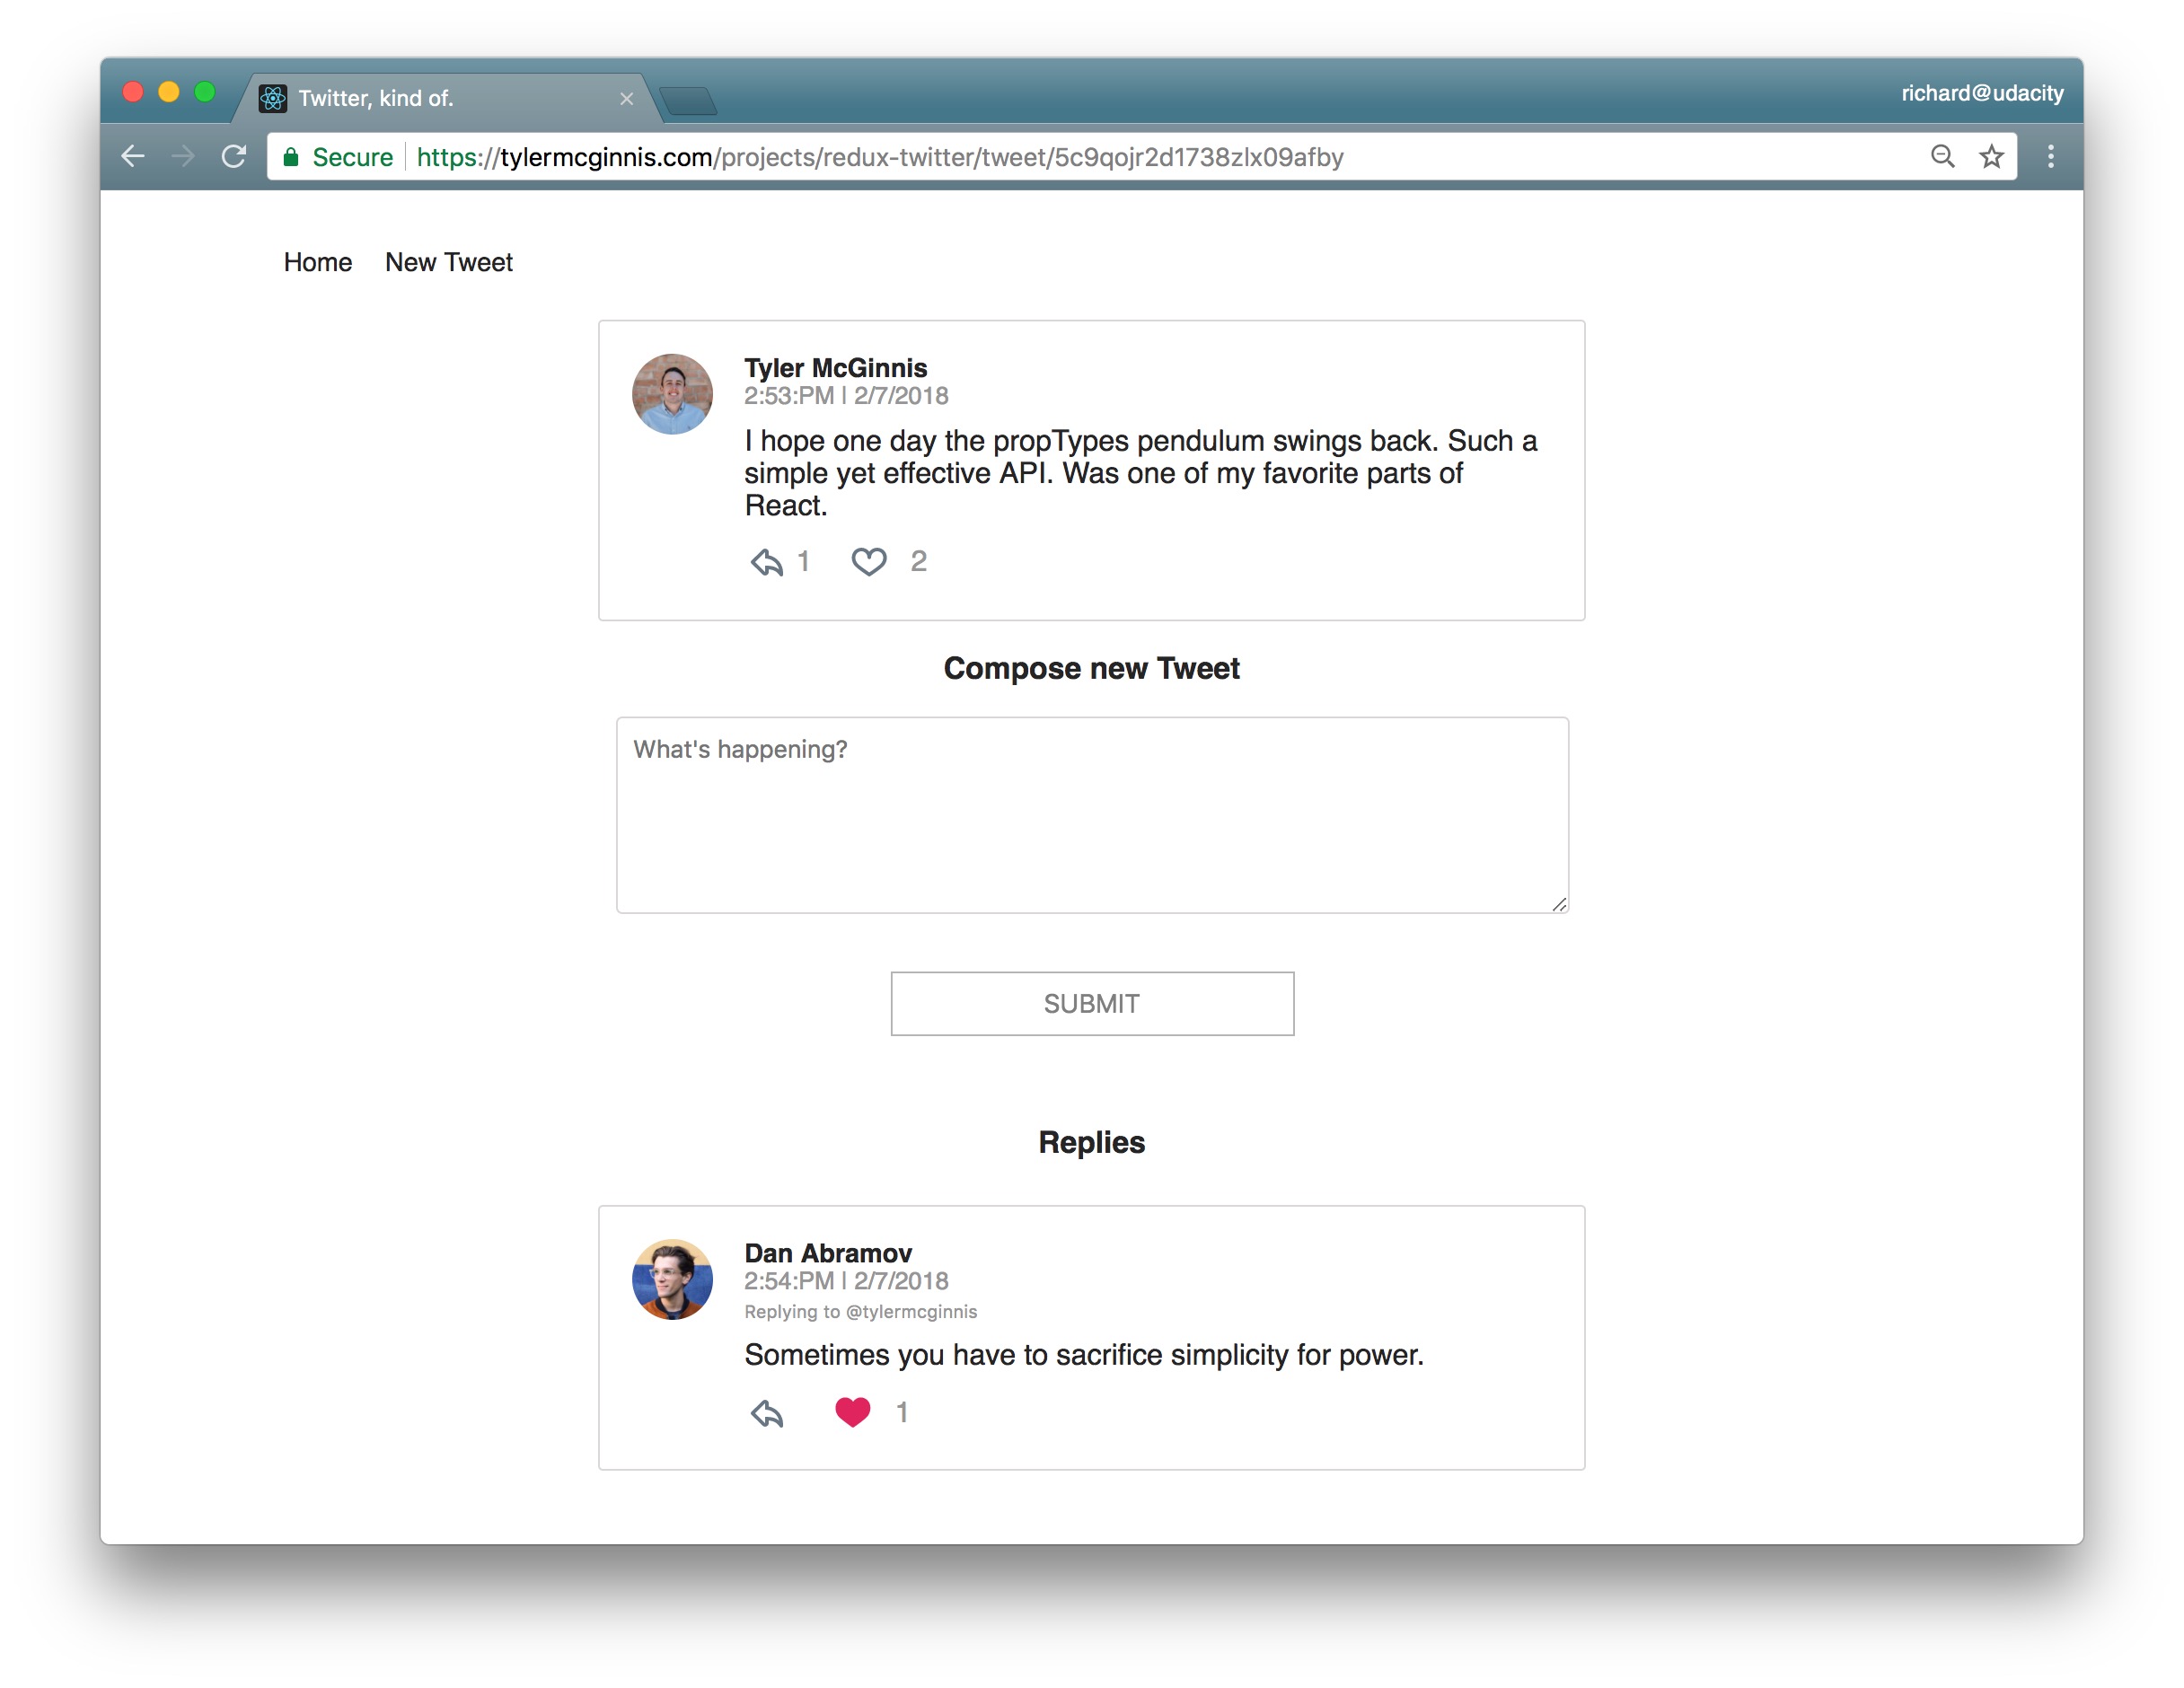 Twitter, kind of.
richard@udacity
Secure https://tylermcginnis.com/projects/redux-twitter/tweet/5c9qojr2d1738zlx09afby
Home New Tweet
Tyler McGinnis
2:53:PM | 2/7/2018
I hope one day the propTypes pendulum swings back. Such a
simple yet effective API. Was one of my favorite parts of
React.
1 2
Compose new Tweet
What's happening?
SUBMIT
Replies
Dan Abramov
2:54:PM | 2/7/2018
Replying to @tylermcginnis
Sometimes you have to sacrifice simplicity for power.
1